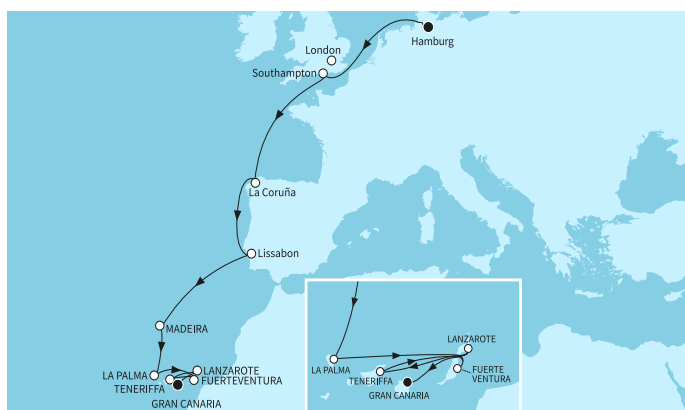 Hamburg
London
Southampton
La Coruña
Lissabon
MADEIRA
LA PALMA
LANZAROTE
TENERIFFA
FUERTEVENTURA
GRAN CANARIA
LANZAROTE
LA PALMA
TENERIFFA
FUERTE
VENTURA
GRAN CANARIA